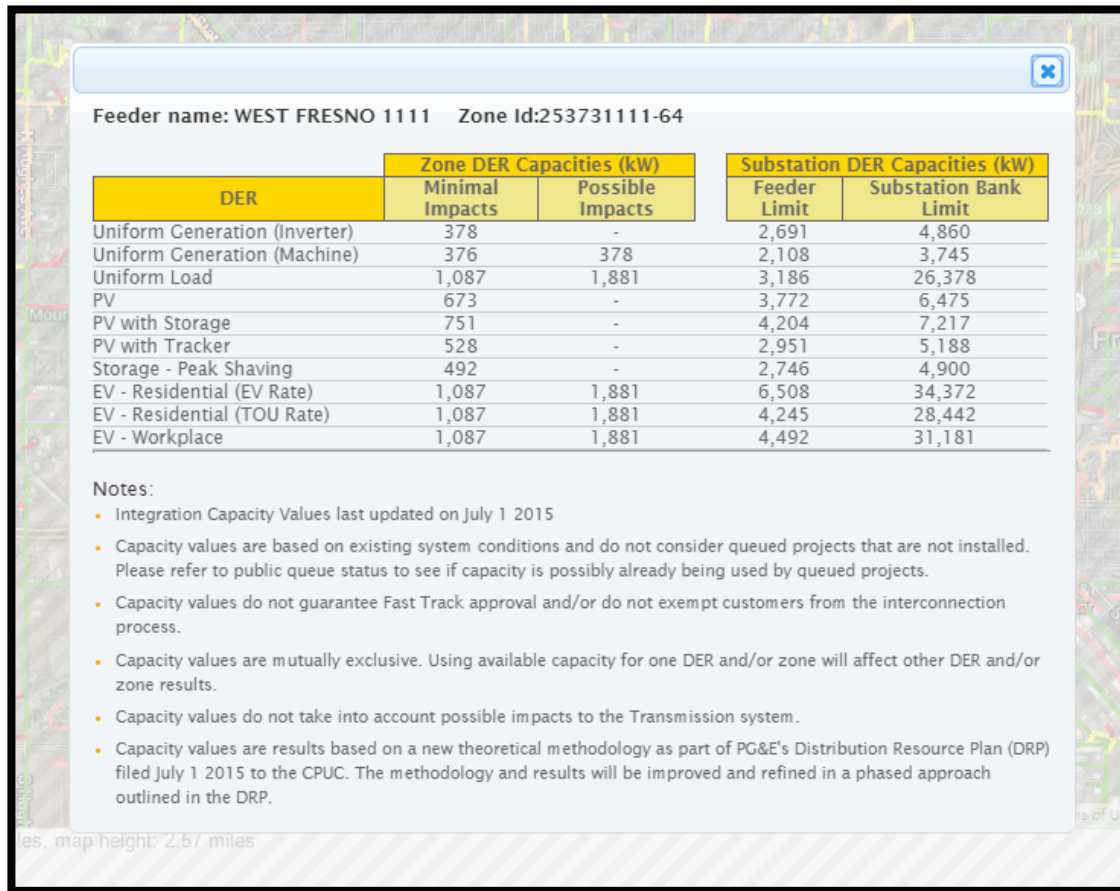 Feeder name: WEST FRESNO 1111 Zone Id:253731111-64
Zone DER Capacities (kW) Substation DER Capacities (kW)
DER Minimal Impacts Possible Impacts Feeder Limit Substation Bank Limit
Uniform Generation (Inverter) 378 - 2,691 4,860
Uniform Generation (Machine) 376 378 2,108 3,745
Uniform Load 1,087 1,881 3,186 26,378
PV 673 - 3,772 6,475
PV with Storage 751 - 4,204 7,217
PV with Tracker 528 - 2,951 5,188
Storage - Peak Shaving 492 - 2,746 4,900
EV - Residential (EV Rate) 1,087 1,881 6,508 34,372
EV - Residential (TOU Rate) 1,087 1,881 4,245 28,442
EV - Workplace 1,087 1,881 4,492 31,181
Notes:
• Integration Capacity Values last updated on July 1 2015
• Capacity values are based on existing system conditions and do not consider queued projects that are not installed.
Please refer to public queue status to see if capacity is possibly already being used by queued projects.
• Capacity values do not guarantee Fast Track approval and/or do not exempt customers from the interconnection
process.
• Capacity values are mutually exclusive. Using available capacity for one DER and/or zone will affect other DER and/or
zone results.
• Capacity values do not take into account possible impacts to the Transmission system.
• Capacity values are results based on a new theoretical methodology as part of PG&E's Distribution Resource Plan (DRP)
filed July 1 2015 to the CPUC. The methodology and results will be improved and refined in a phased approach
outlined in the DRP.
les, map height: 2.57 miles